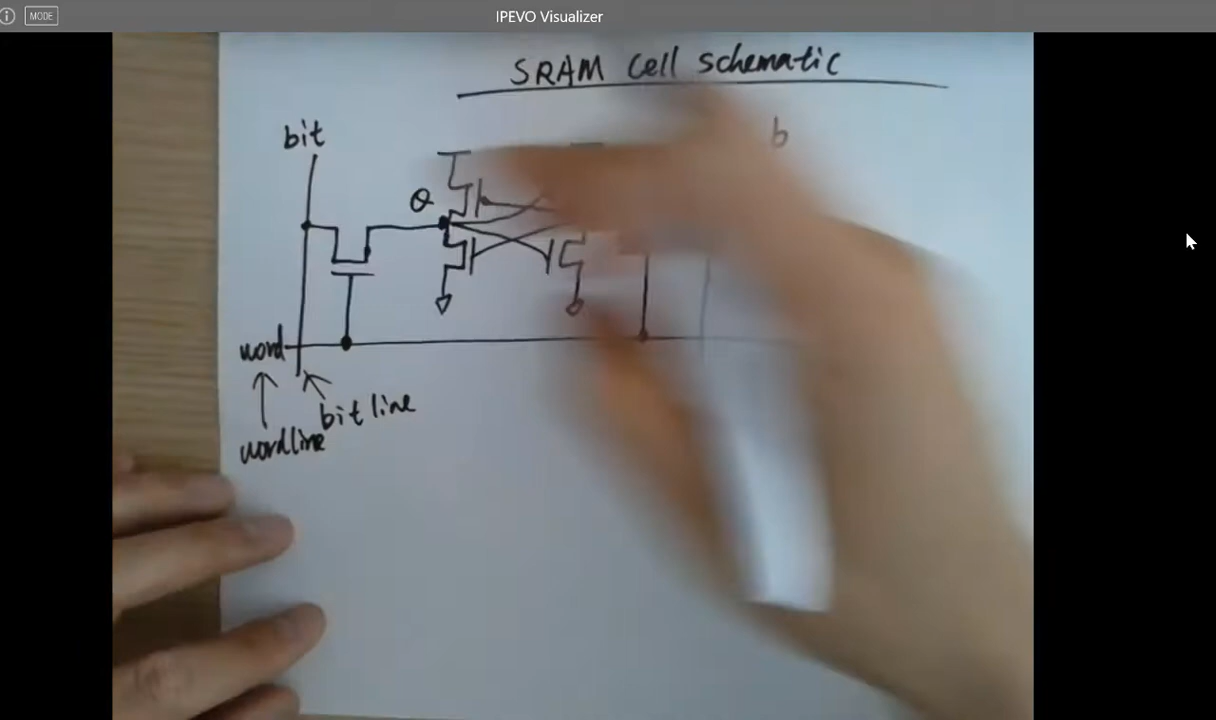 MODE
IPEVO Visualizer
SRAM Cell schematic
bit
b
Q
word
bit line
wordline